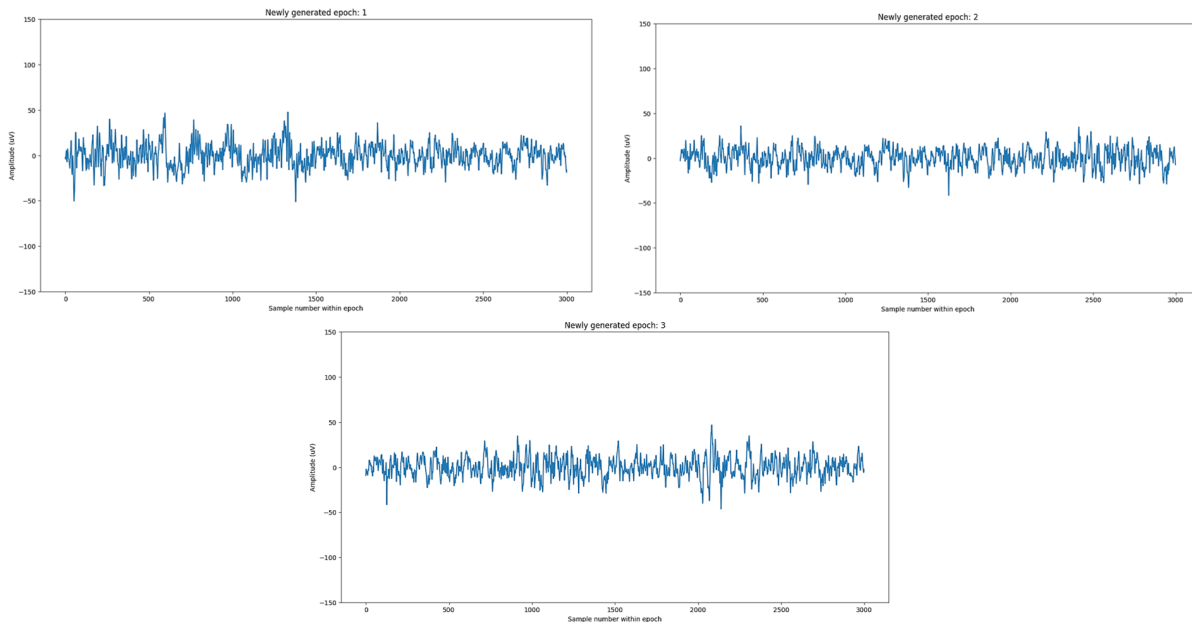 Newly generated epoch: 1
150
100
50
0
−50
−100
−150
Amplitude (uV)
0 500 1000 1500 2000 2500 3000
Sample number within epoch
Newly generated epoch: 2
150
100
50
0
−50
−100
−150
Amplitude (uV)
0 500 1000 1500 2000 2500 3000
Sample number within epoch
Newly generated epoch: 3
150
100
50
0
−50
−100
−150
Amplitude (uV)
0 500 1000 1500 2000 2500 3000
Sample number within epoch